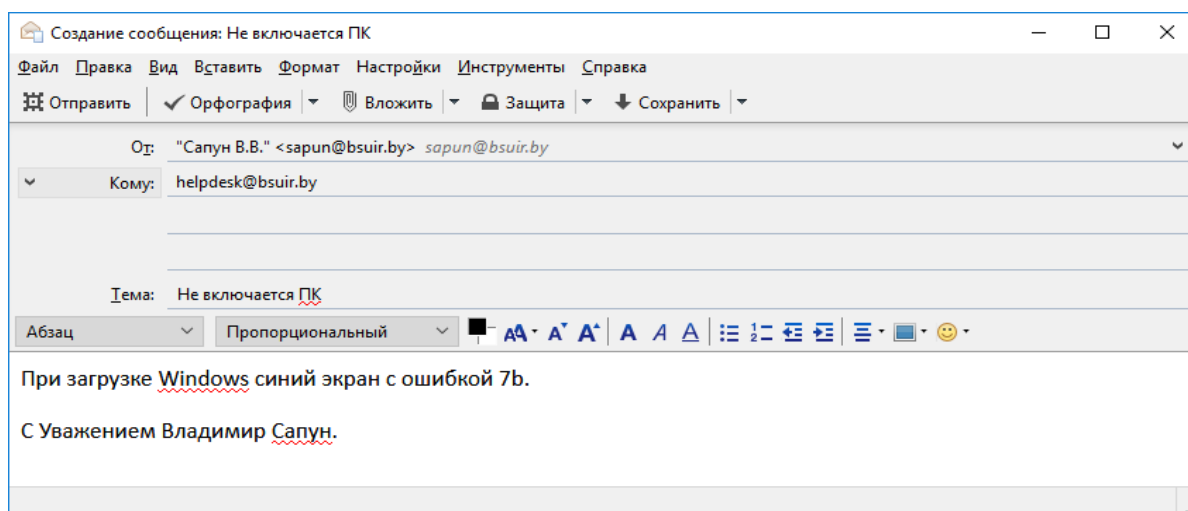 Создание сообщения: Не включается ПК
Файл Правка Вид Вставить Формат Настройки Инструменты Справка
Отправить Орфография Вложить Защита Сохранить
От: "Сапун В.В." <sapun@bsuir.by> sapun@bsuir.by
Кому: helpdesk@bsuir.by
Тема: Не включается ПК
Абзац Пропорциональный
При загрузке Windows синий экран с ошибкой 7b.
С Уважением Владимир Сапун.